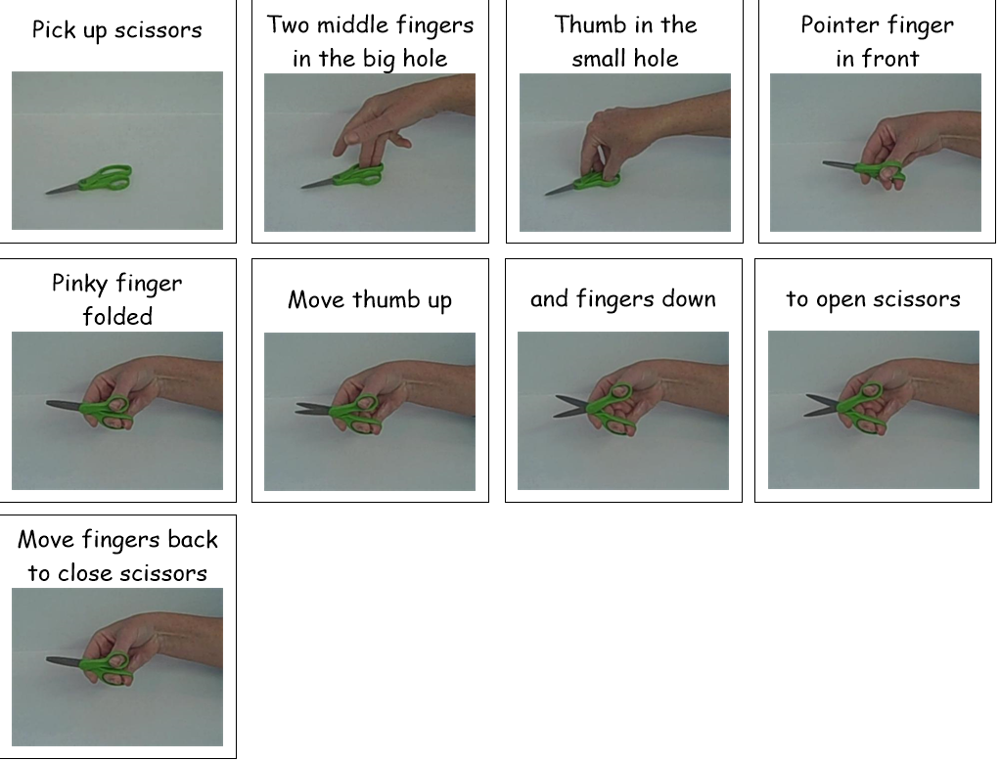 Pick up scissors
Two middle fingers
in the big hole
Thumb in the
small hole
Pointer finger
in front
Pinky finger
folded
Move thumb up
and fingers down
to open scissors
Move fingers back
to close scissors